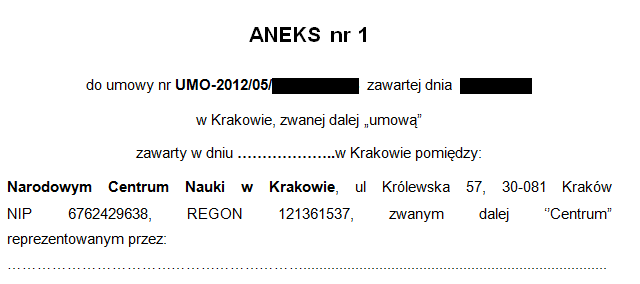 ANEKS nr 1
do umowy nr UMO-2012/05/ zawartej dnia
w Krakowie, zwanej dalej „umową”
zawarty w dniu ………………..w Krakowie pomiędzy:
Narodowym Centrum Nauki w Krakowie, ul Królewska 57, 30-081 Kraków
NIP 6762429638, REGON 121361537, zwanym dalej ‘’Centrum”
reprezentowanym przez:
…………………………………………………........................................................................